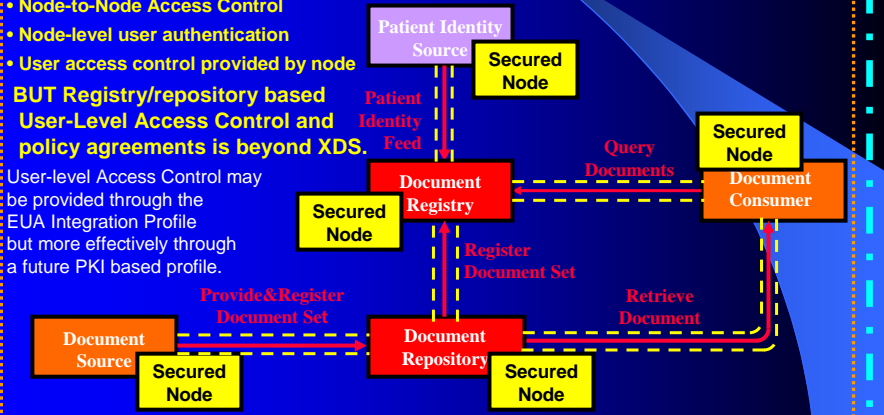 • Node-to-Node Access Control
• Node-level user authentication
• User access control provided by node
BUT Registry/repository based
User-Level Access Control and
policy agreements is beyond XDS.
User-level Access Control may
be provided through the
EUA Integration Profile
but more effectively through
a future PKI based profile.
Patient Identity
Source
Secured
Node
Patient
Identity
Feed
Query
Documents
Secured
Node
Document
Consumer
Document
Registry
Secured
Node
Register
Document Set
Provide&Register
Document Set
Retrieve
Document
Document
Source
Secured
Node
Document
Repository
Secured
Node